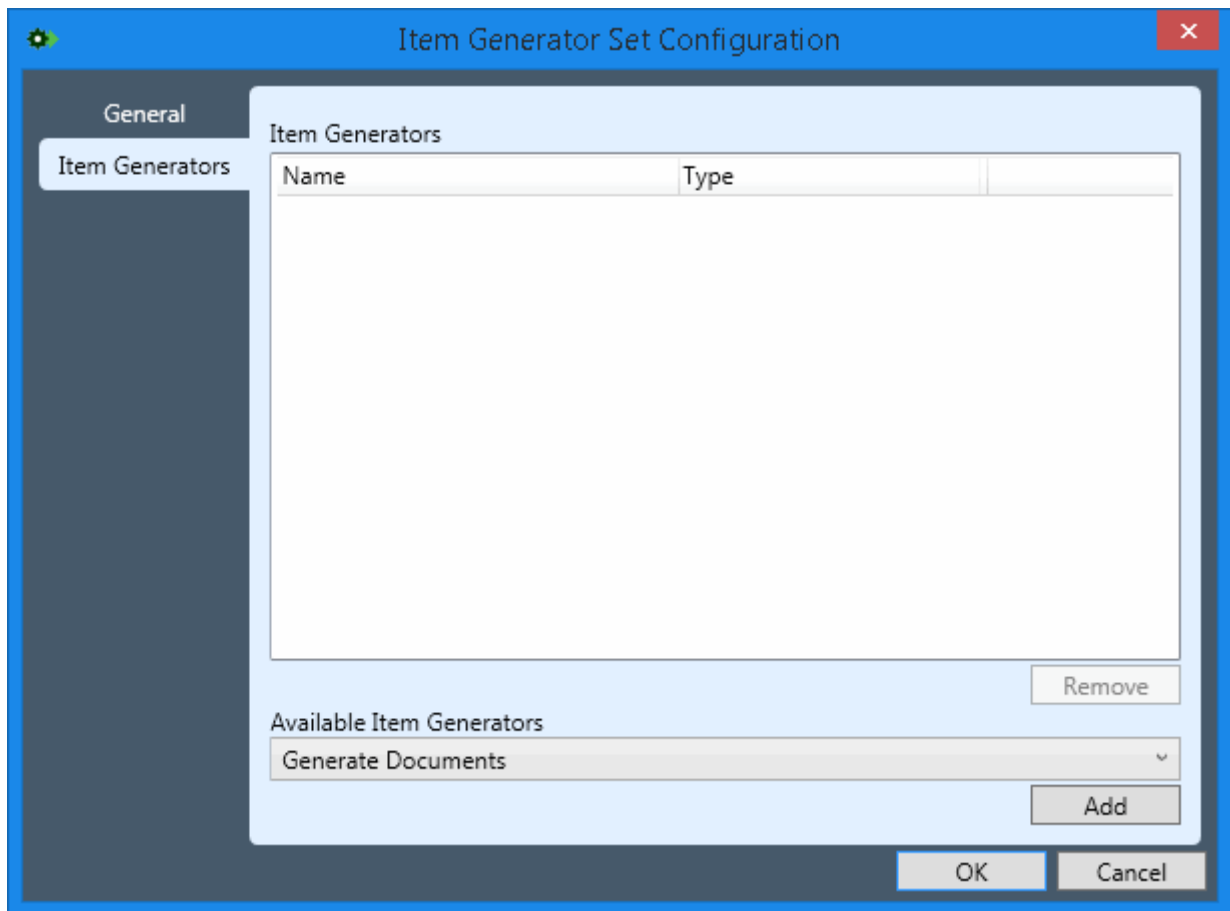 Item Generator Set Configuration
General
Item Generators
Item Generators
Name Type
Remove
Available Item Generators
Generate Documents
Add
OK Cancel